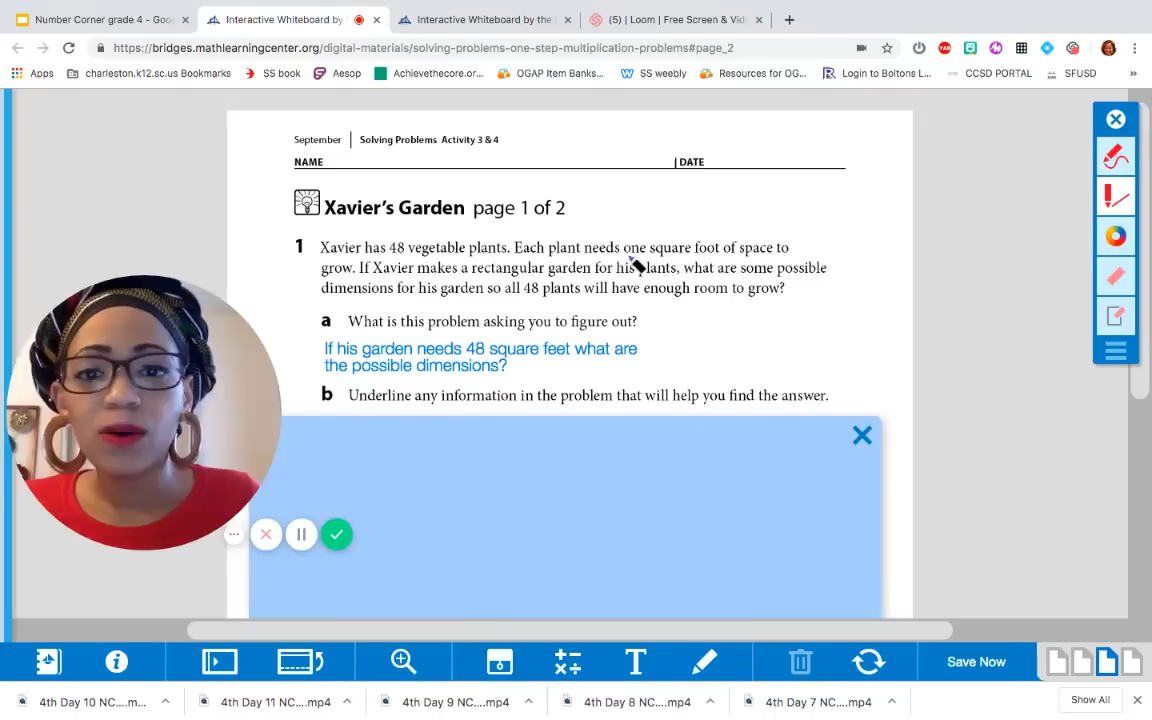 Number Corner grade 4 - Goo
Interactive Whiteboard by
Interactive Whiteboard by the
(5) | Loom | Free Screen & Vide
https://bridges.mathlearningcenter.org/digital-materials/solving-problems-one-step-multiplication-problems#page_2
Apps
charleston.k12.sc.us Bookmarks
SS book
Aesop
Achievethecore.or...
OGAP Item Banks...
SS weebly
Resources for OG...
Login to Boltons L...
CCSD PORTAL
SFUSD
September | Solving Problems Activity 3 & 4
NAME | DATE
Xavier's Garden page 1 of 2
1 Xavier has 48 vegetable plants. Each plant needs one square foot of space to
grow. If Xavier makes a rectangular garden for his plants, what are some possible
dimensions for his garden so all 48 plants will have enough room to grow?
a What is this problem asking you to figure out?
If his garden needs 48 square feet what are
the possible dimensions?
b Underline any information in the problem that will help you find the answer.
Save Now
4th Day 10 NC....m...
4th Day 11 NC....mp4
4th Day 9 NC....mp4
4th Day 8 NC....mp4
4th Day 7 NC....mp4
Show All